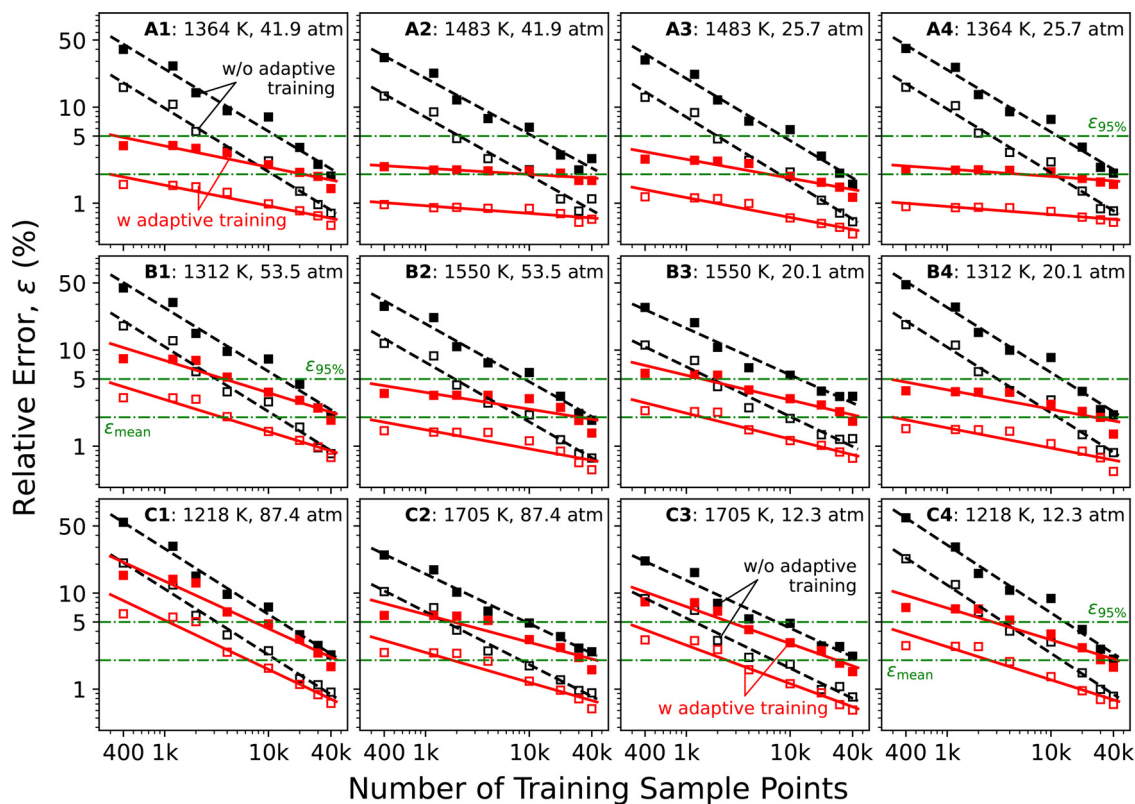 A1: 1364 K, 41.9 atm
A2: 1483 K, 41.9 atm
A3: 1483 K, 25.7 atm
A4: 1364 K, 25.7 atm
50
10
5
2
1
w/o adaptive
training
w adaptive training
ε95%
B1: 1312 K, 53.5 atm
B2: 1550 K, 53.5 atm
B3: 1550 K, 20.1 atm
B4: 1312 K, 20.1 atm
50
10
5
2
1
ε95%
εmean
C1: 1218 K, 87.4 atm
C2: 1705 K, 87.4 atm
C3: 1705 K, 12.3 atm
C4: 1218 K, 12.3 atm
50
10
5
2
1
w/o adaptive
training
w adaptive training
ε95%
εmean
400 1k 10k 40k
400 1k 10k 40k
400 1k 10k 40k
400 1k 10k 40k
Relative Error, ε (%)
Number of Training Sample Points